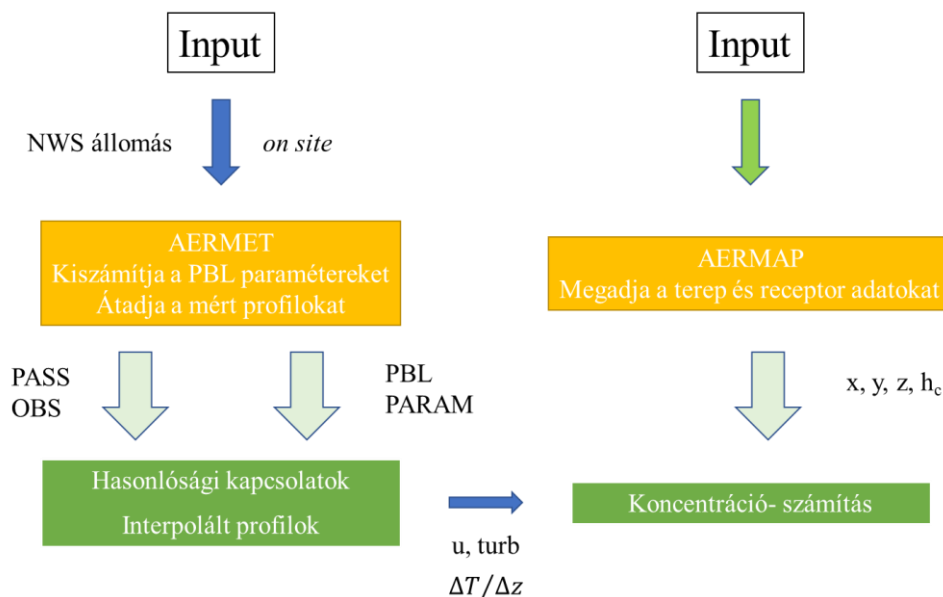 Input
NWS állomás
on site
AERMET
Kiszámítja a PBL paramétereket
Átadja a mért profilokat
PASS
OBS
PBL
PARAM
Hasonlósági kapcsolatok
Interpolált profilok
u, turb
ΔT/Δz
Input
AERMAP
Megadja a terep és receptor adatokat
x, y, z, h_c
Koncentráció- számítás